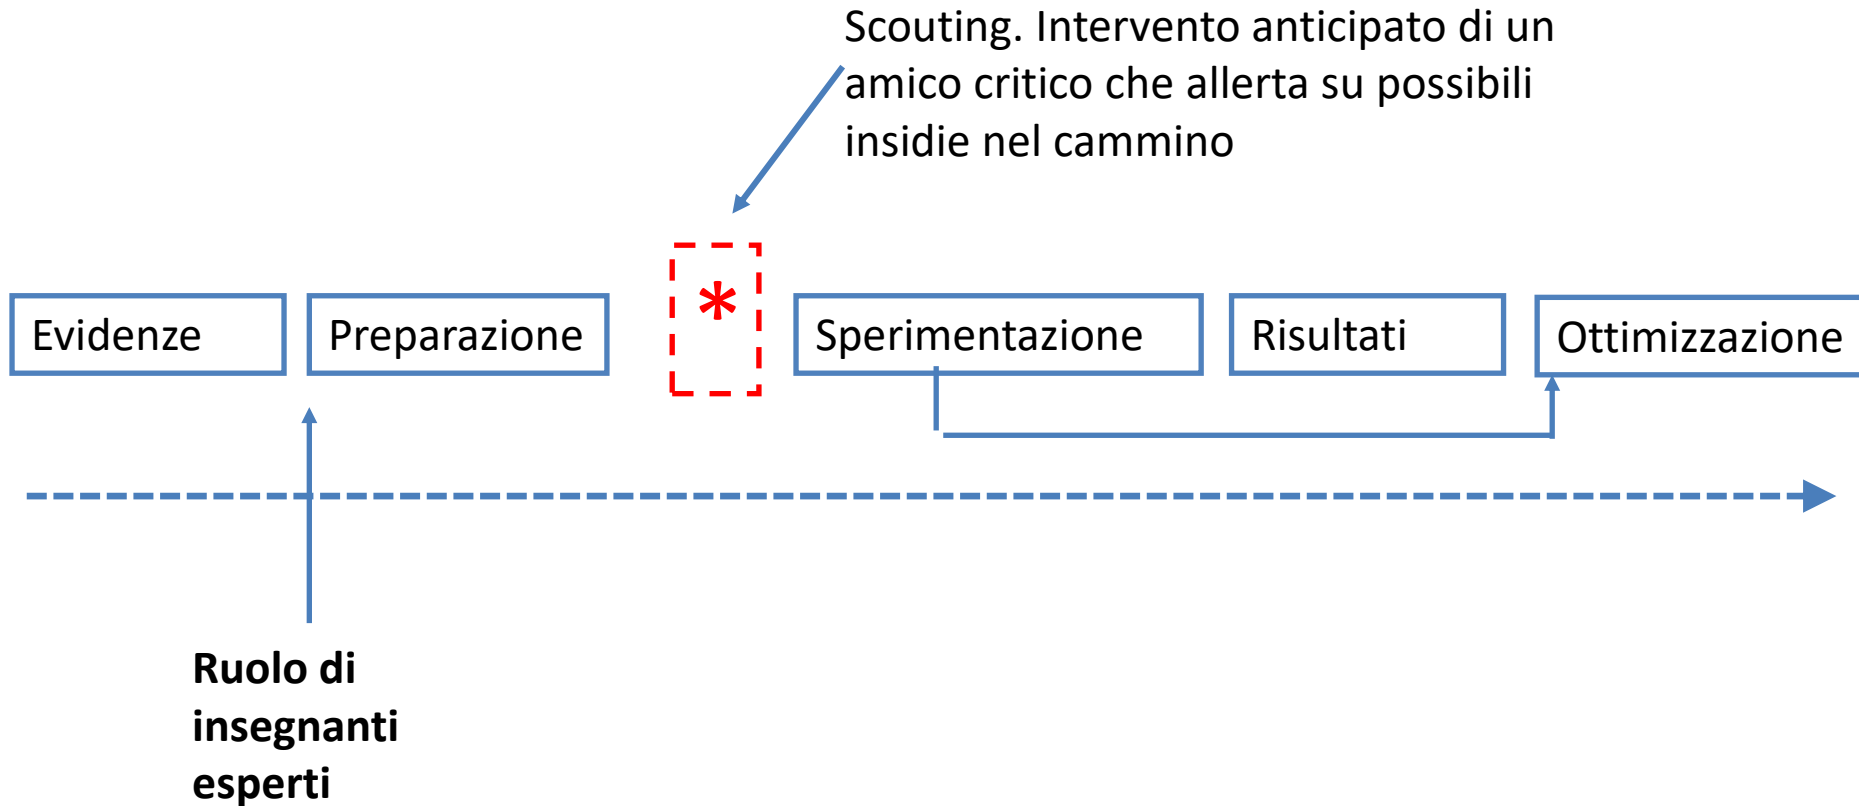 Scouting. Intervento anticipato di un
amico critico che allerta su possibili
insidie nel cammino
*
Evidenze
Preparazione
Sperimentazione
Risultati
Ottimizzazione
Ruolo di
insegnanti
esperti